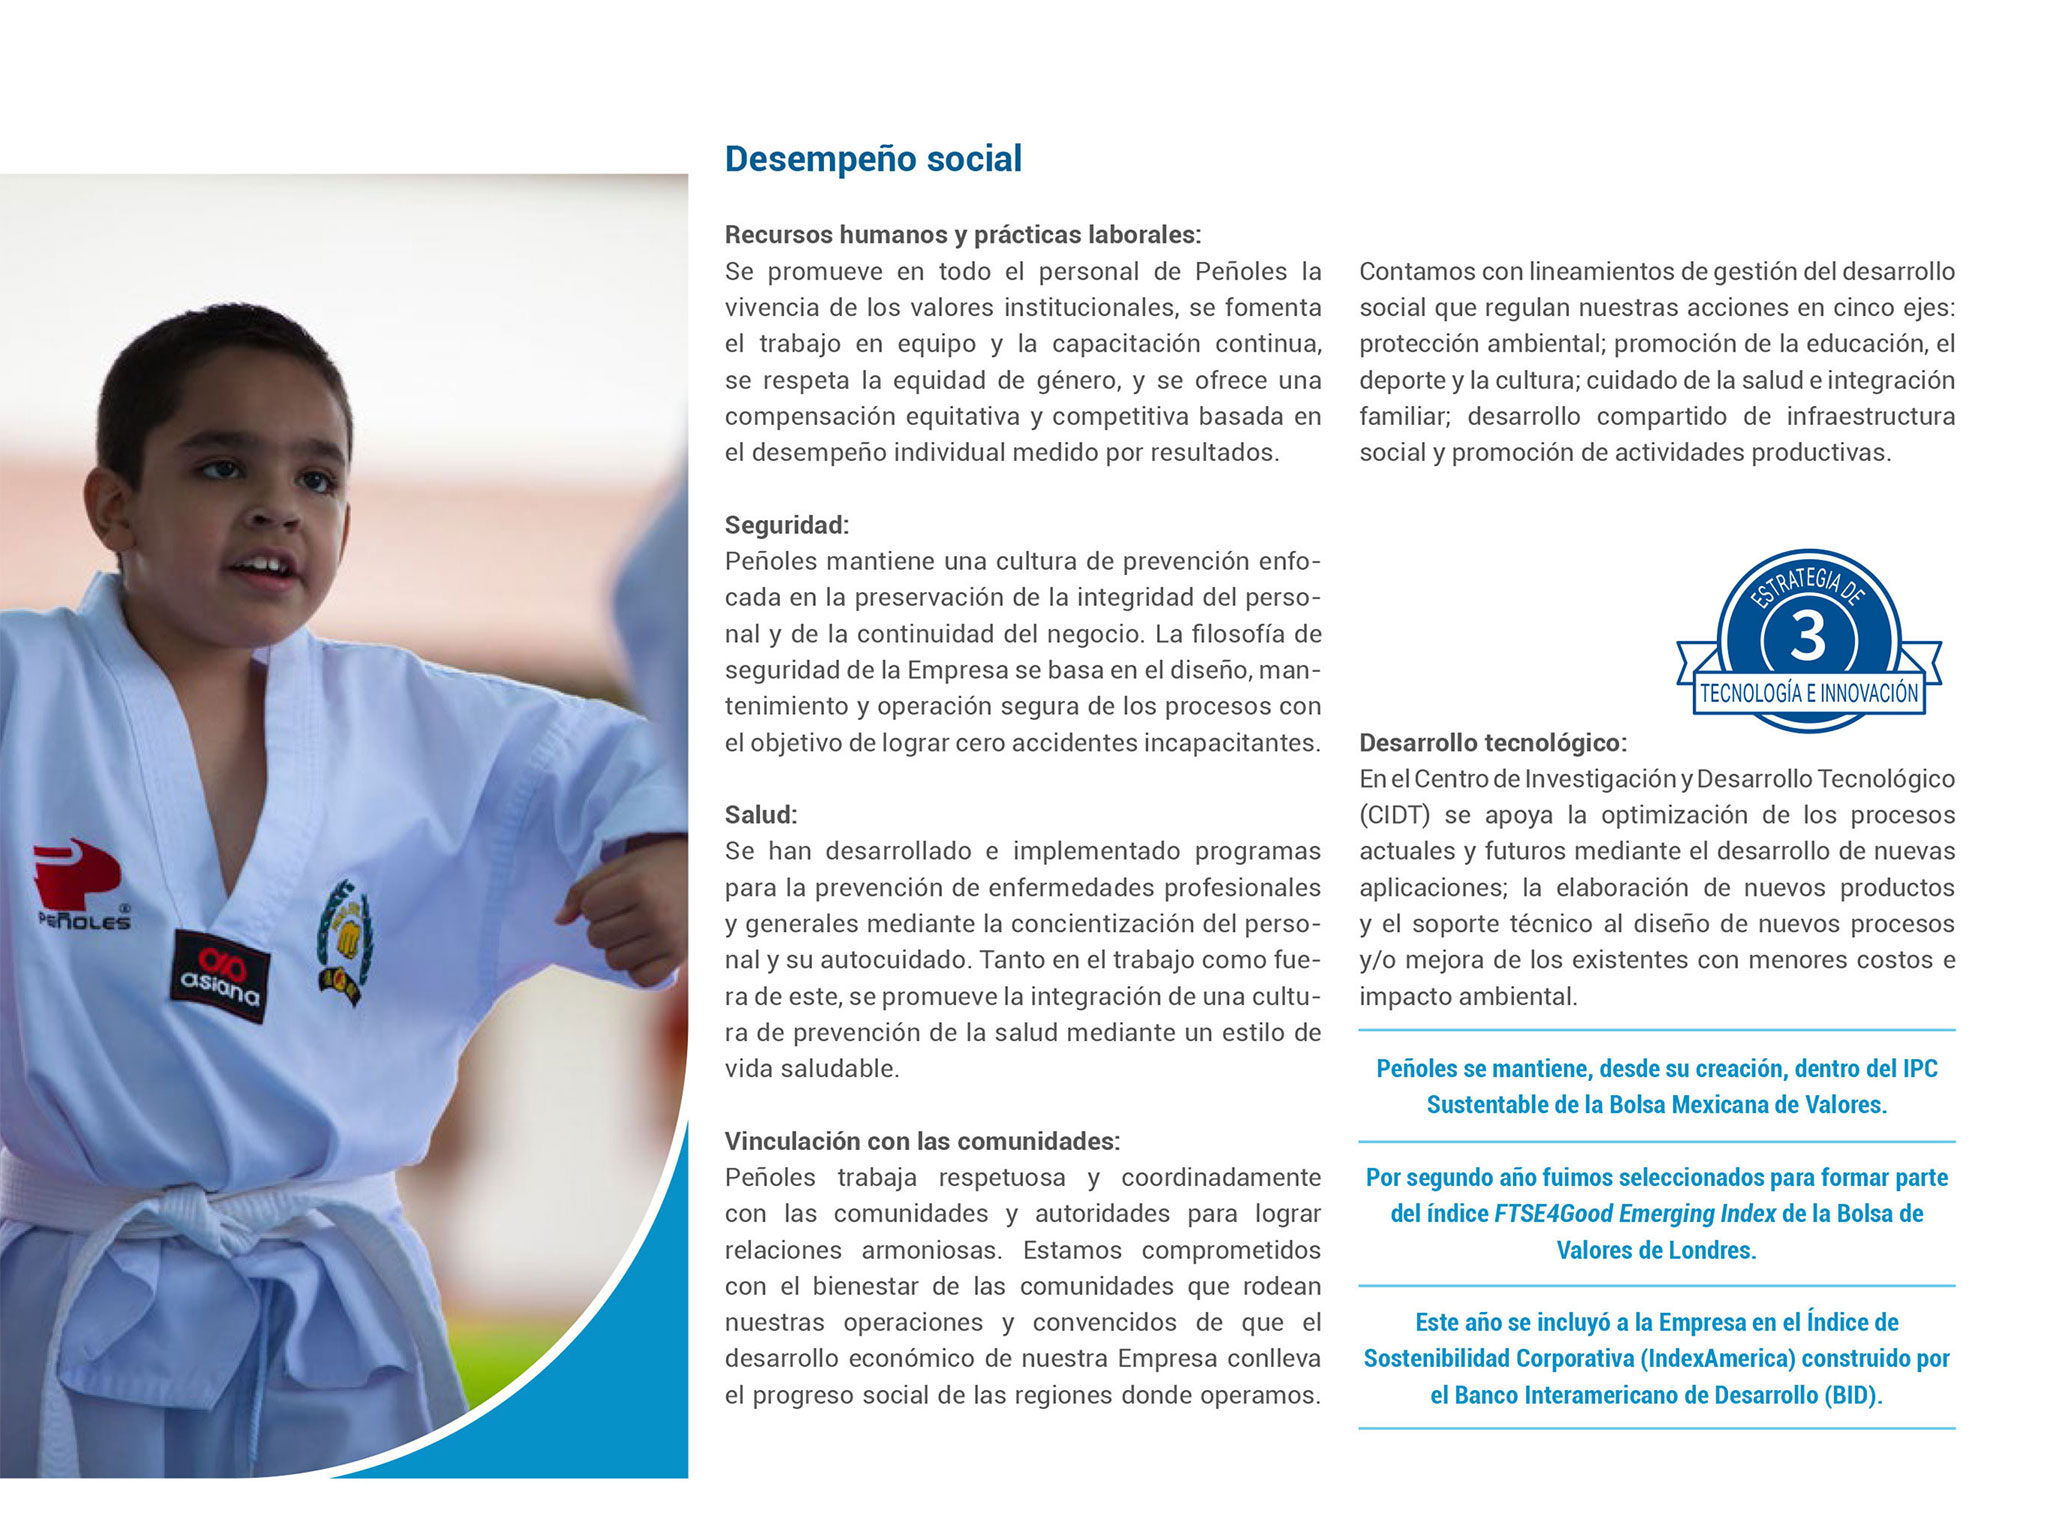 Desempeño social
Recursos humanos y prácticas laborales:
Se promueve en todo el personal de Peñoles la
vivencia de los valores institucionales, se fomenta
el trabajo en equipo y la capacitación continua,
se respeta la equidad de género, y se ofrece una
compensación equitativa y competitiva basada en
el desempeño individual medido por resultados.
Seguridad:
Peñoles mantiene una cultura de prevención enfo-
cada en la preservación de la integridad del perso-
nal y de la continuidad del negocio. La filosofía de
seguridad de la Empresa se basa en el diseño, man-
tenimiento y operación segura de los procesos con
el objetivo de lograr cero accidentes incapacitantes.
Salud:
Se han desarrollado e implementado programas
para la prevención de enfermedades profesionales
y generales mediante la concientización del perso-
nal y su autocuidado. Tanto en el trabajo como fue-
ra de este, se promueve la integración de una cultu-
ra de prevención de la salud mediante un estilo de
vida saludable.
Vinculación con las comunidades:
Peñoles trabaja respetuosa y coordinadamente
con las comunidades y autoridades para lograr
relaciones armoniosas. Estamos comprometidos
con el bienestar de las comunidades que rodean
nuestras operaciones y convencidos de que el
desarrollo económico de nuestra Empresa conlleva
el progreso social de las regiones donde operamos.
Contamos con lineamientos de gestión del desarrollo
social que regulan nuestras acciones en cinco ejes:
protección ambiental; promoción de la educación, el
deporte y la cultura; cuidado de la salud e integración
familiar; desarrollo compartido de infraestructura
social y promoción de actividades productivas.
ESTRATEGIA DE
3
TECNOLOGÍA E INNOVACIÓN
Desarrollo tecnológico:
En el Centro de Investigación y Desarrollo Tecnológico
(CIDT) se apoya la optimización de los procesos
actuales y futuros mediante el desarrollo de nuevas
aplicaciones; la elaboración de nuevos productos
y el soporte técnico al diseño de nuevos procesos
y/o mejora de los existentes con menores costos e
impacto ambiental.
Peñoles se mantiene, desde su creación, dentro del IPC
Sustentable de la Bolsa Mexicana de Valores.
Por segundo año fuimos seleccionados para formar parte
del índice FTSE4Good Emerging Index de la Bolsa de
Valores de Londres.
Este año se incluyó a la Empresa en el Índice de
Sostenibilidad Corporativa (IndexAmerica) construido por
el Banco Interamericano de Desarrollo (BID).
PEÑOLES ®
asiana